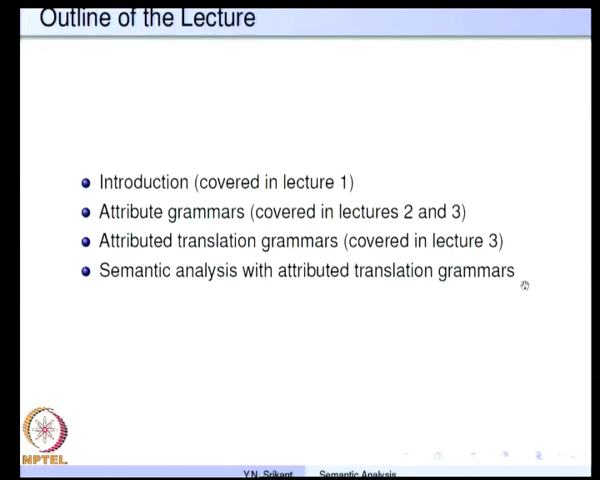 Outline of the Lecture
Introduction (covered in lecture 1)
Attribute grammars (covered in lectures 2 and 3)
Attributed translation grammars (covered in lecture 3)
Semantic analysis with attributed translation grammars
NPTEL
Y.N. Srikant Semantic Analysis